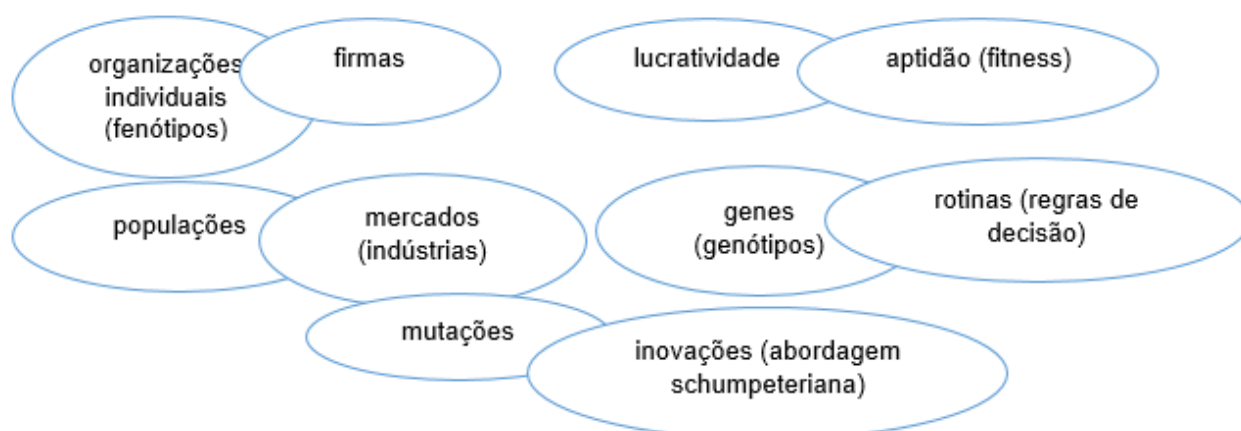 organizações
individuais
(fenótipos)
firmas
lucratividade
aptidão (fitness)
populações
mercados
(indústrias)
genes
(genótipos)
rotinas (regras de
decisão)
mutações
inovações (abordagem
schumpeteriana)